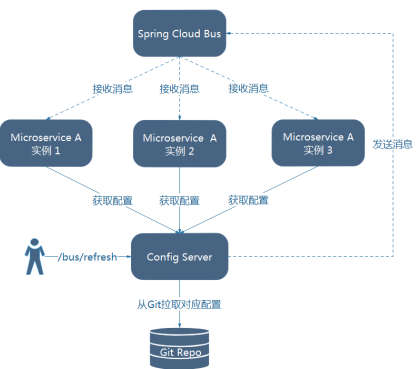 Spring Cloud Bus
接收消息
接收消息
接收消息
Microservice A
实例 1
Microservice A
实例 2
Microservice A
实例 3
发送消息
获取配置
获取配置
获取配置
/bus/refresh
Config Server
从Git拉取对应配置
Git Repo